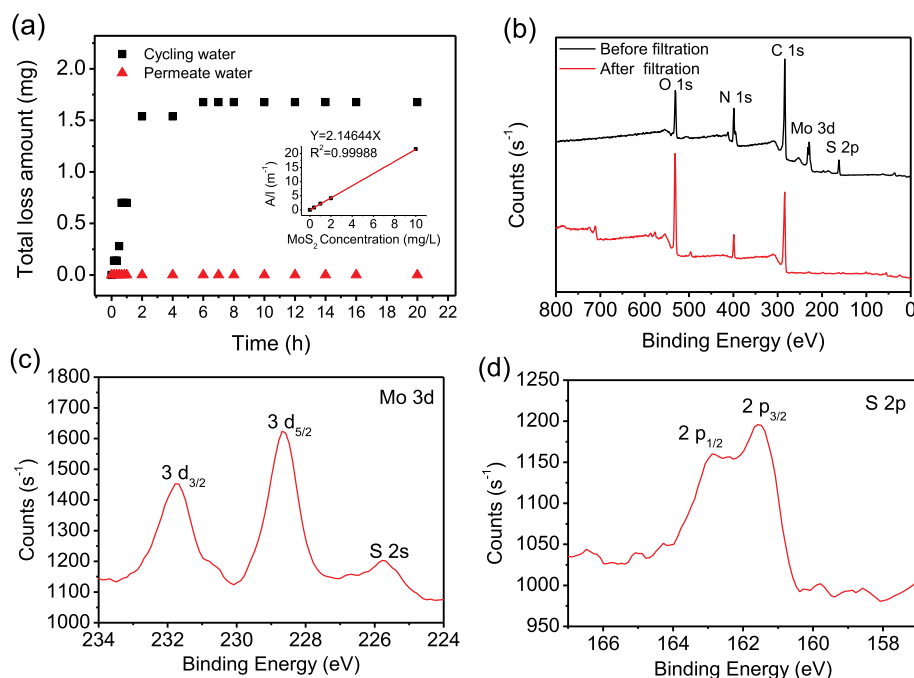 (a)
Total loss amount (mg)
2.0
1.5
0.5
0.0
0.0
Cycling water
Permeate water
Y=2.14644X
R²=0.99988
A/l (m⁻¹)
20
15
10
5
0
0 2 4 6 8 10
MoS₂ Concentration (mg/L)
0 2 4 6 8 10 12 14 16 18 20 22
Time (h)
(b)
Counts (s⁻¹)
Before filtration
After filtration
O 1s
N 1s
C 1s
Mo 3d
S 2p
800 700 600 500 400 300 200 100 0
Binding Energy (eV)
(c)
Mo 3d
Counts (s⁻¹)
1800
1700
1600
1500
1400
1300
1200
1100
1000
3 d₃/₂
3 d₅/₂
S 2s
234 232 230 228 226 224
Binding Energy (eV)
(d)
S 2p
Counts (s⁻¹)
1250
1200
1150
1100
1050
1000
950
2 p₁/₂
2 p₃/₂
166 164 162 160 158
Binding Energy (eV)